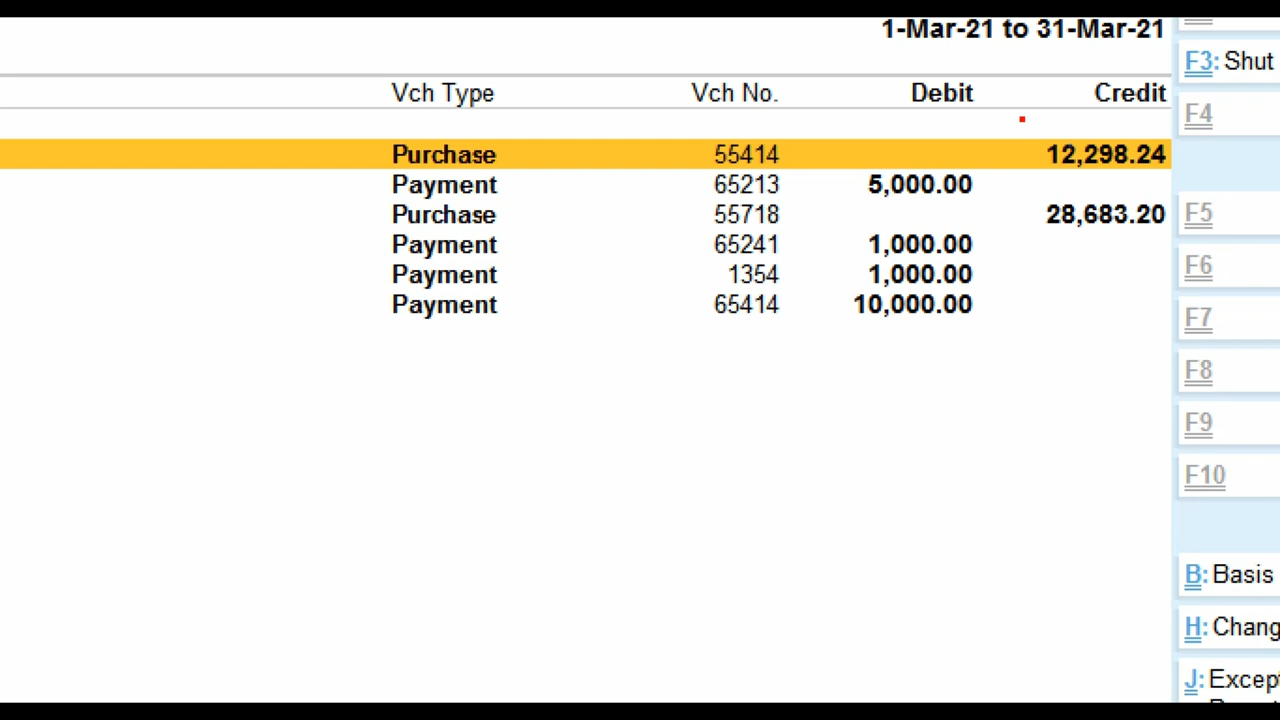 1-Mar-21 to 31-Mar-21
F3: Shut
Vch Type Vch No. Debit Credit
F4
Purchase 55414 12,298.24
Payment 65213 5,000.00
Purchase 55718 28,683.20
F5
Payment 65241 1,000.00
F6
Payment 1354 1,000.00
Payment 65414 10,000.00
F7
F8
F9
F10
B: Basis
H: Chang
J: Except